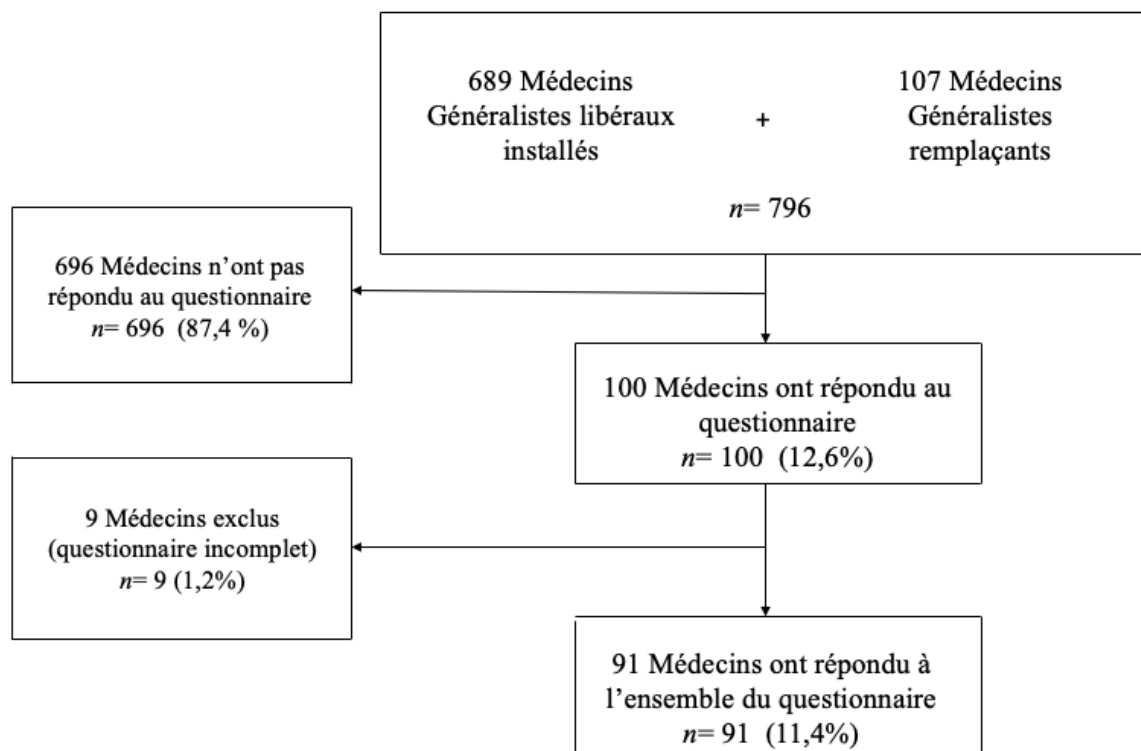 689 Médecins
Généralistes libéraux
installés
+
107 Médecins
Généralistes
remplaçants
n= 796
696 Médecins n’ont pas
répondu au questionnaire
n= 696 (87,4 %)
100 Médecins ont répondu au
questionnaire
n= 100 (12,6%)
9 Médecins exclus
(questionnaire incomplet)
n= 9 (1,2%)
91 Médecins ont répondu à
l’ensemble du questionnaire
n= 91 (11,4%)